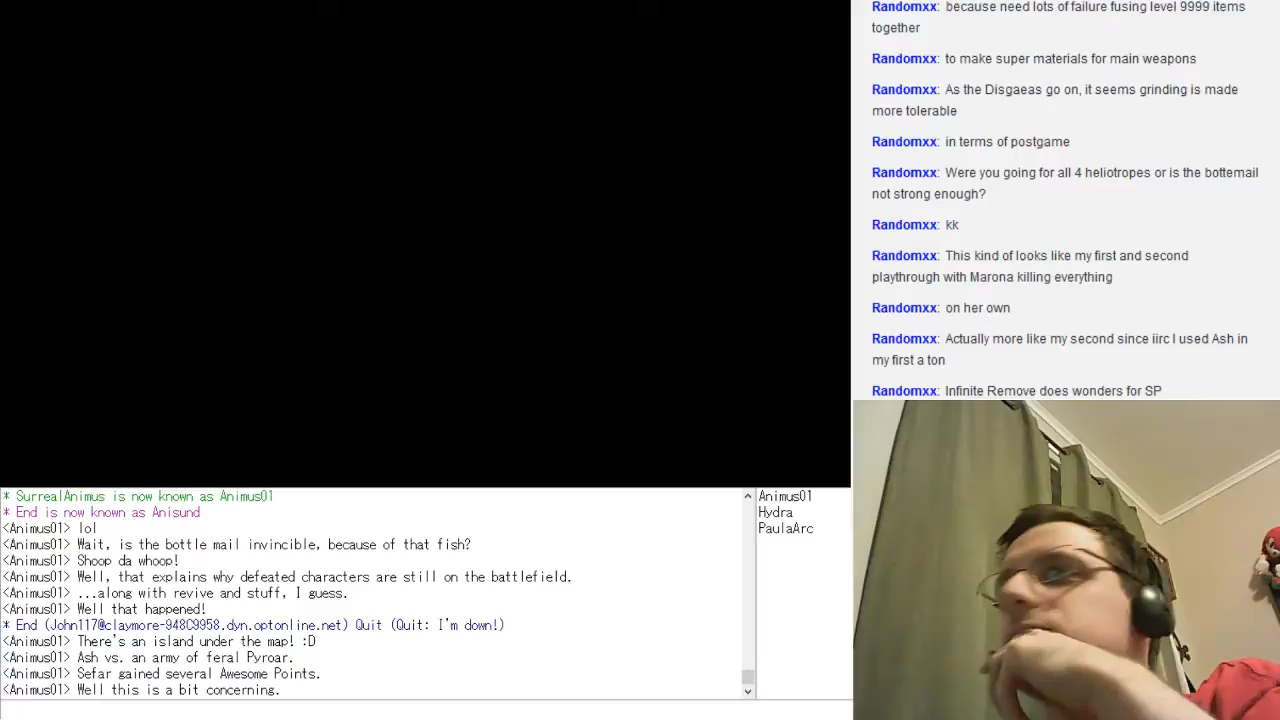 Randomxx: because need lots of failure fusing level 9999 items
together
Randomxx: to make super materials for main weapons
Randomxx: As the Disgaeas go on, it seems grinding is made
more tolerable
Randomxx: in terms of postgame
Randomxx: Were you going for all 4 heliotropes or is the bottemail
not strong enough?
Randomxx: kk
Randomxx: This kind of looks like my first and second
playthrough with Marona killing everything
Randomxx: on her own
Randomxx: Actually more like my second since iirc I used Ash in
my first a ton
Randomxx: Infinite Remove does wonders for SP
* SurrealAnimus is now known as Animus01
* End is now known as Anisund
<Animus01> lol
<Animus01> Wait, is the bottle mail invincible, because of that fish?
<Animus01> Shoop da whoop!
<Animus01> Well, that explains why defeated characters are still on the battlefield.
<Animus01> ...along with revive and stuff, I guess.
<Animus01> Well that happened!
* End (John117@claymore-948C9958.dyn.optonline.net) Quit (Quit: I'm down!)
<Animus01> There's an island under the map! :D
<Animus01> Ash vs. an army of feral Pyroar.
<Animus01> Sefar gained several Awesome Points.
<Animus01> Well this is a bit concerning.
Animus01
Hydra
PaulaArc